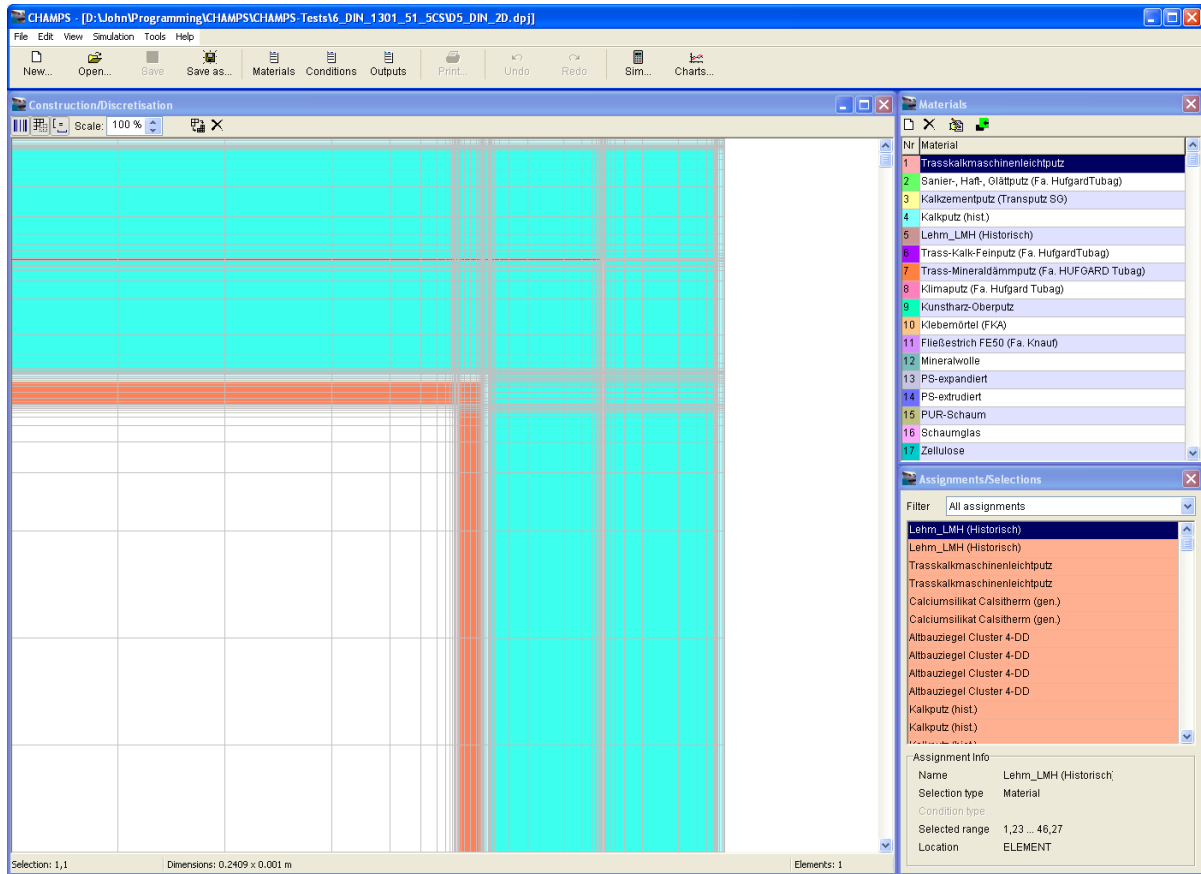 CHAMPS - [D:\John\Programming\CHAMPS\CHAMPS-Tests\6_DIN_1301_51_5CS\D5_DIN_2D.dpj]
File Edit View Simulation Tools Help
New... Open... Save Save as... Materials Conditions Outputs Print... Undo Redo Sim... Charts...
Construction/Discretisation
Scale: 100 %
Selection: 1,1 Dimensions: 0.2409 x 0.001 m Elements: 1
Materials
Nr Material
1 Trasskalkmaschinenleichtputz
2 Sanier-, Haft-, Glättputz (Fa. HufgardTubag)
3 Kalkzementputz (Transputz SG)
4 Kalkputz (hist.)
5 Lehm_LMH (Historisch)
6 Trass-Kalk-Feinputz (Fa. HufgardTubag)
7 Trass-Mineraldämmputz (Fa. HUFGARD Tubag)
8 Klimaputz (Fa. Hufgard Tubag)
9 Kunstharz-Oberputz
10 Klebemörtel (FKA)
11 Fließestrich FE50 (Fa. Knauf)
12 Mineralwolle
13 PS-expandiert
14 PS-extrudiert
15 PUR-Schaum
16 Schaumglas
17 Zellulose
Assignments/Selections
Filter All assignments
Lehm_LMH (Historisch)
Lehm_LMH (Historisch)
Trasskalkmaschinenleichtputz
Trasskalkmaschinenleichtputz
Calciumsilikat Calsitherm (gen.)
Calciumsilikat Calsitherm (gen.)
Altbauziegel Cluster 4-DD
Altbauziegel Cluster 4-DD
Altbauziegel Cluster 4-DD
Altbauziegel Cluster 4-DD
Kalkputz (hist.)
Kalkputz (hist.)
Assignment Info
Name Lehm_LMH (Historisch)
Selection type Material
Condition type
Selected range 1,23 ... 46,27
Location ELEMENT